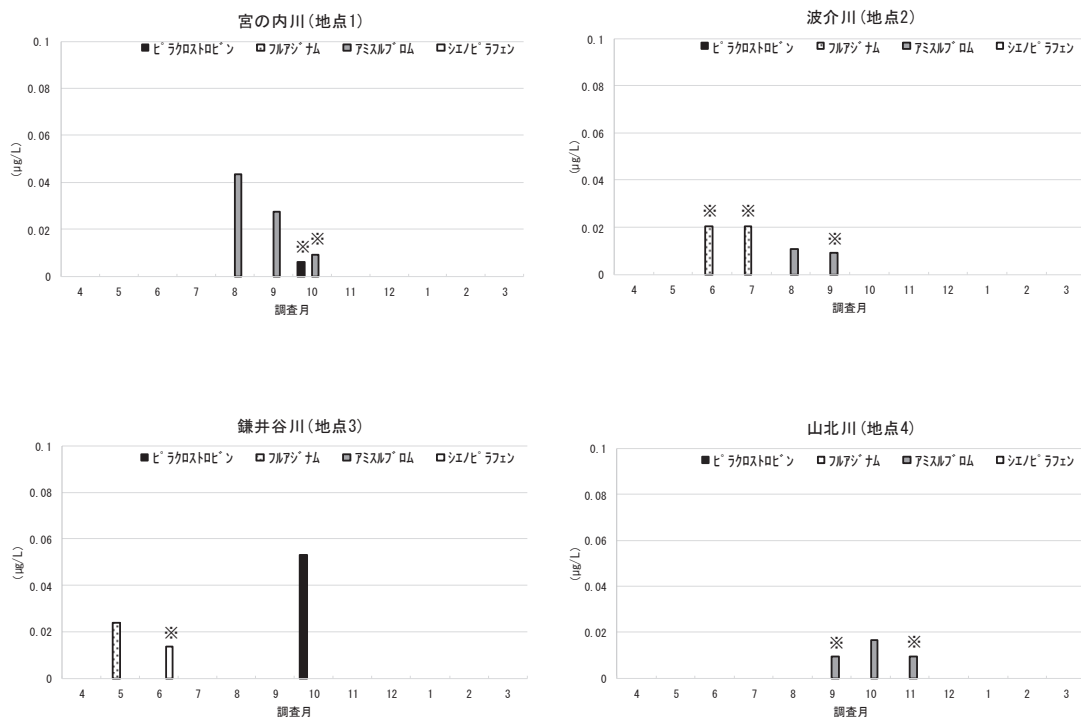 宮の内川(地点1)
■ピラクロストロビン □フルアジナム ■アミスルブロム □シエノピラフェン
0.1
0.08
0.06
0.04
0.02
0
(μg/L)
※ ※
4 5 6 7 8 9 10 11 12 1 2 3
調査月
波介川(地点2)
■ピラクロストロビン □フルアジナム ■アミスルブロム □シエノピラフェン
0.1
0.08
0.06
0.04
0.02
0
(μg/L)
※ ※ ※
4 5 6 7 8 9 10 11 12 1 2 3
調査月
鎌井谷川(地点3)
■ピラクロストロビン □フルアジナム ■アミスルブロム □シエノピラフェン
0.1
0.08
0.06
0.04
0.02
0
(μg/L)
※
4 5 6 7 8 9 10 11 12 1 2 3
調査月
山北川(地点4)
■ピラクロストロビン □フルアジナム ■アミスルブロム □シエノピラフェン
0.1
0.08
0.06
0.04
0.02
0
(μg/L)
※ ※
4 5 6 7 8 9 10 11 12 1 2 3
調査月